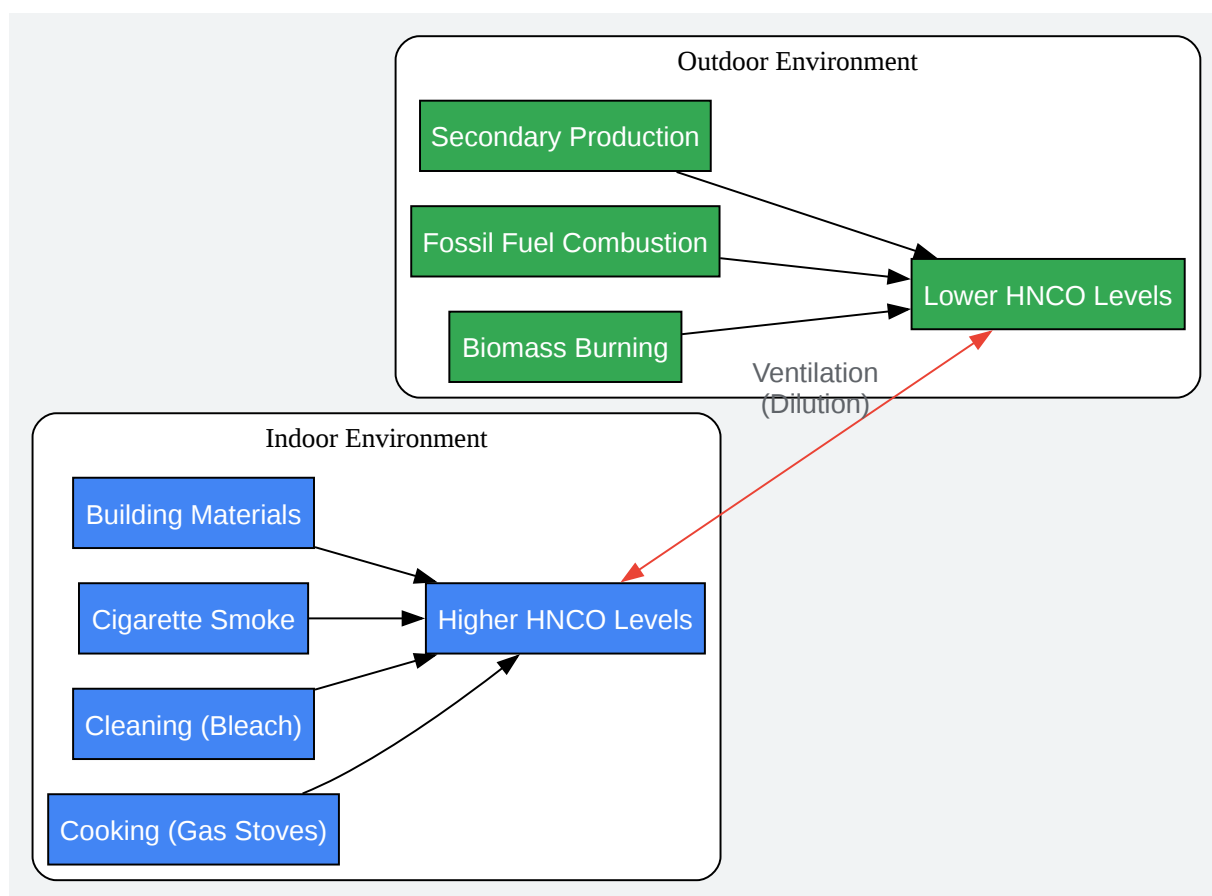 Outdoor Environment
Secondary Production
Fossil Fuel Combustion
Lower HNCO Levels
Biomass Burning
Ventilation
(Dilution)
Indoor Environment
Building Materials
Cigarette Smoke
Higher HNCO Levels
Cleaning (Bleach)
Cooking (Gas Stoves)